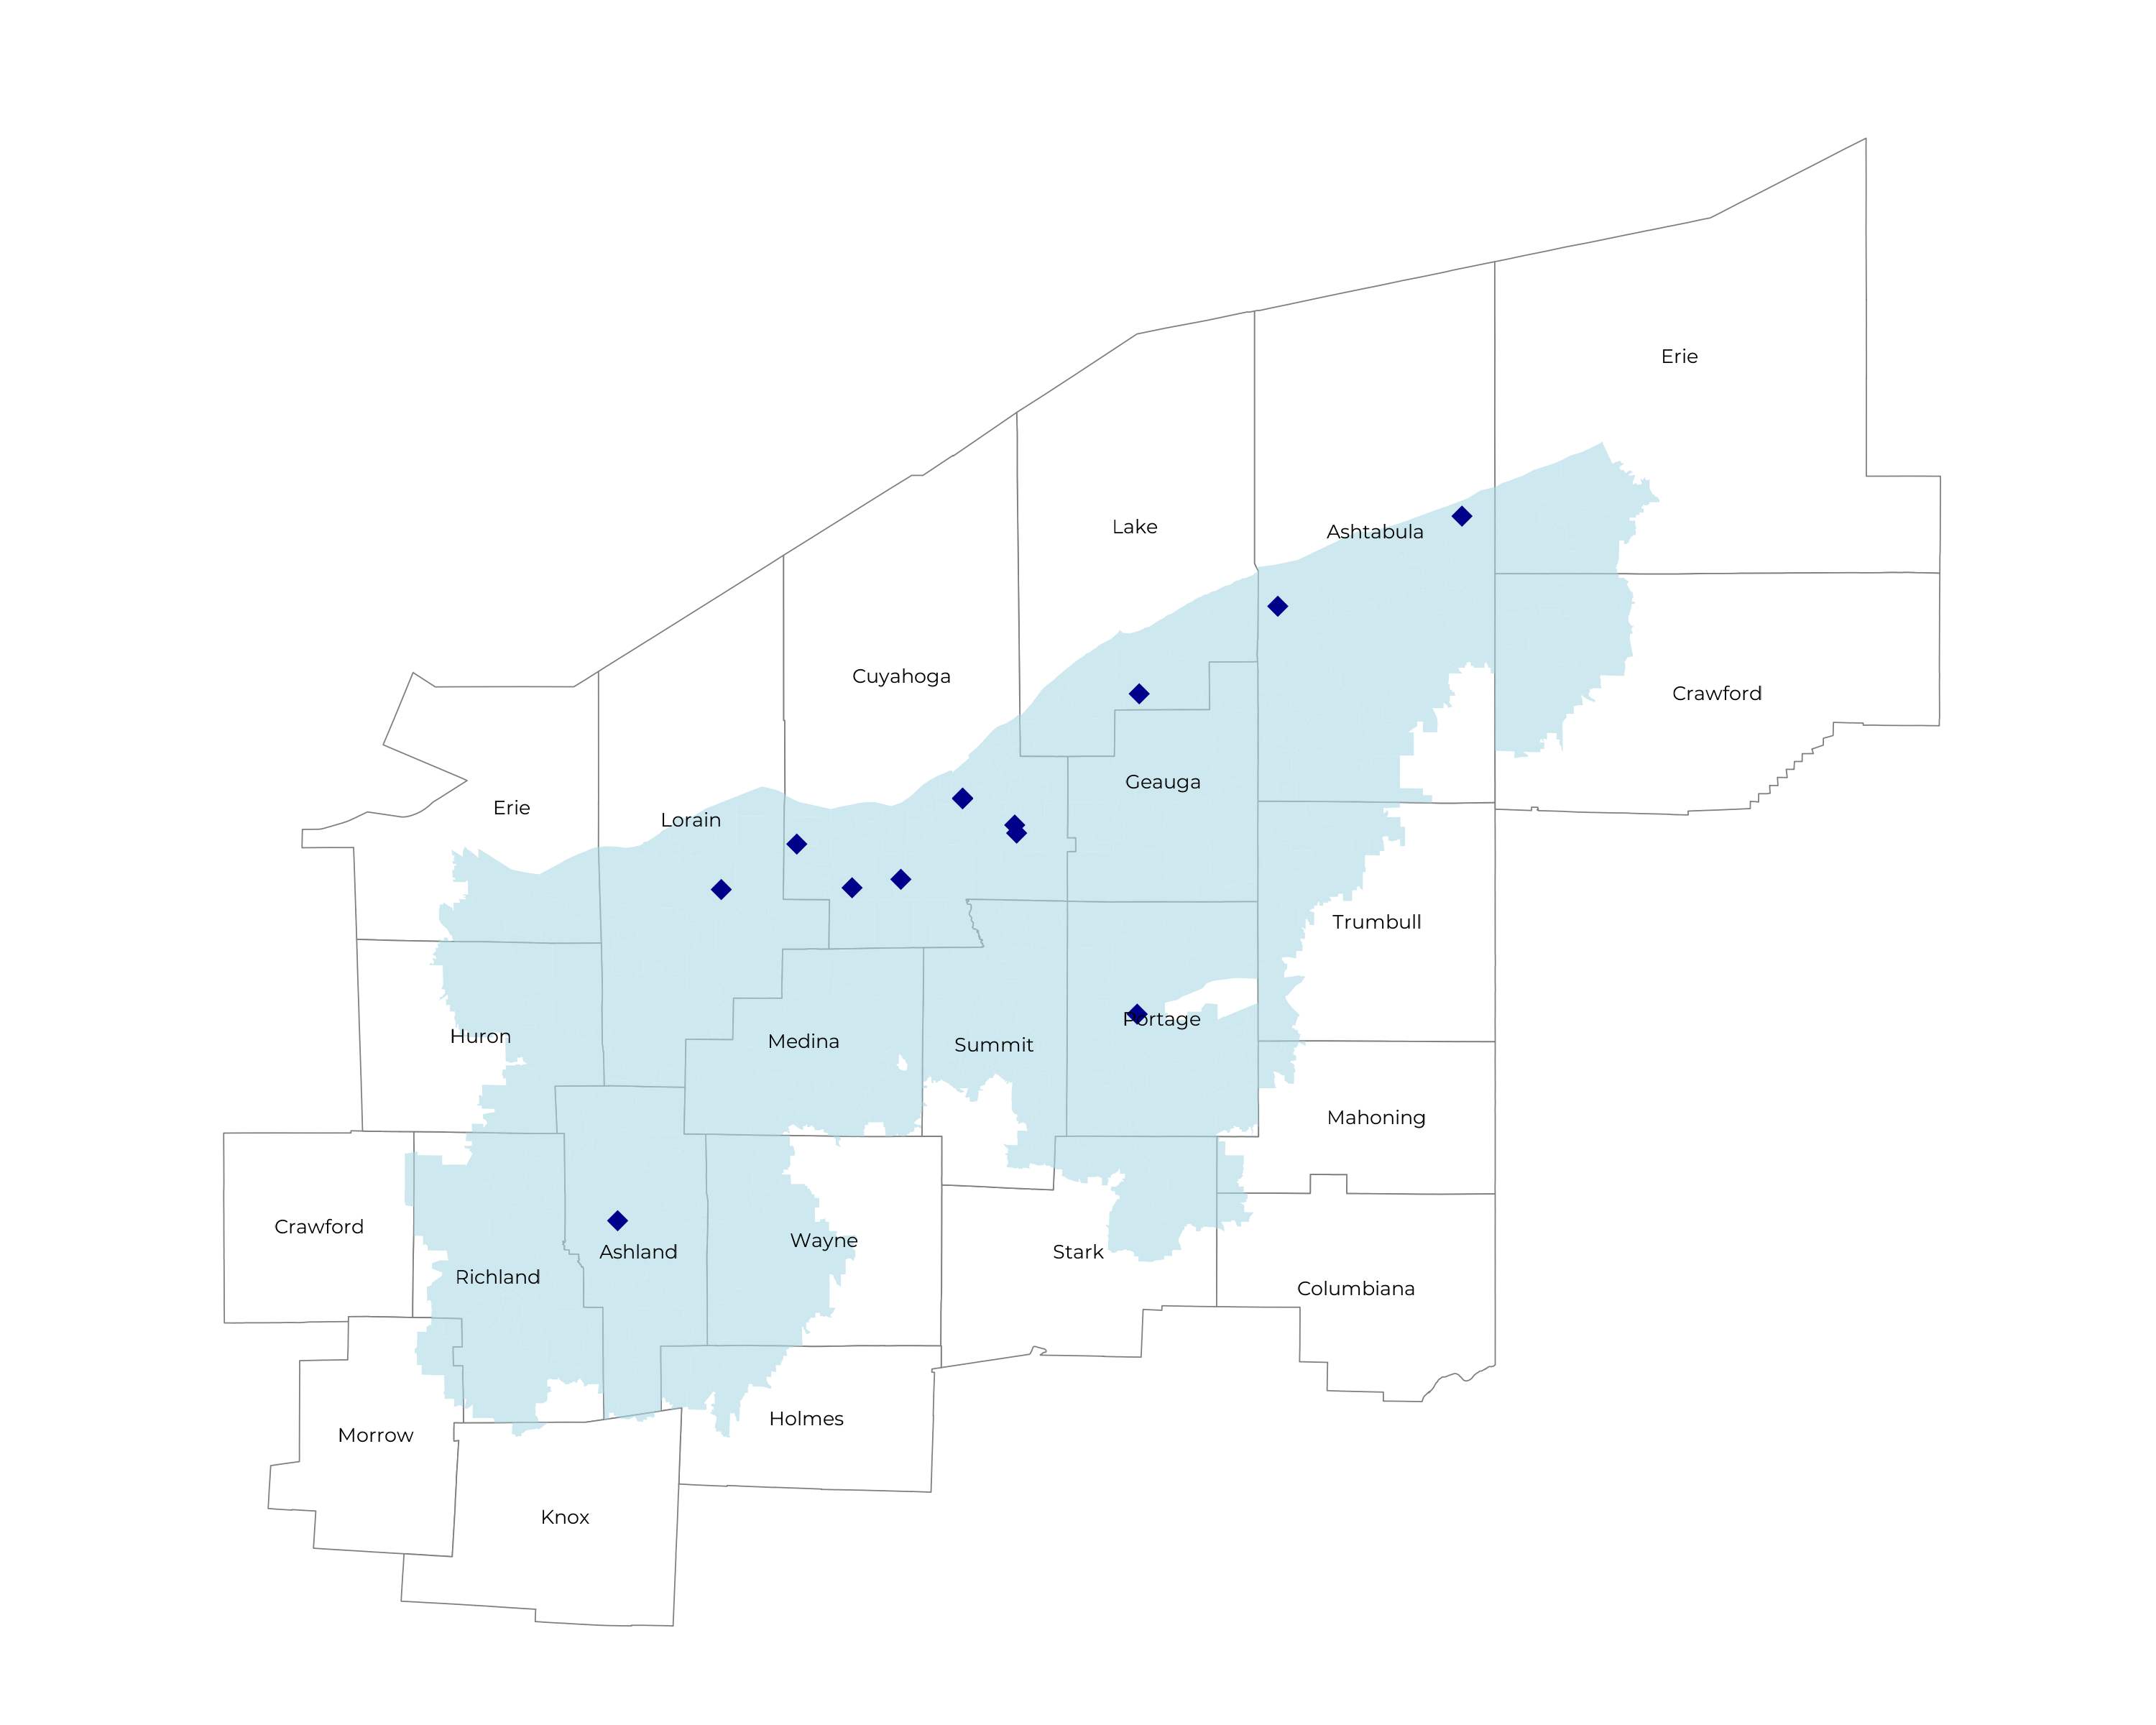 Erie
Lake
Ashtabula
Cuyahoga
Crawford
Geauga
Erie
Lorain
Trumbull
Portage
Huron
Medina
Summit
Mahoning
Crawford
Wayne
Ashland
Stark
Richland
Columbiana
Holmes
Morrow
Knox